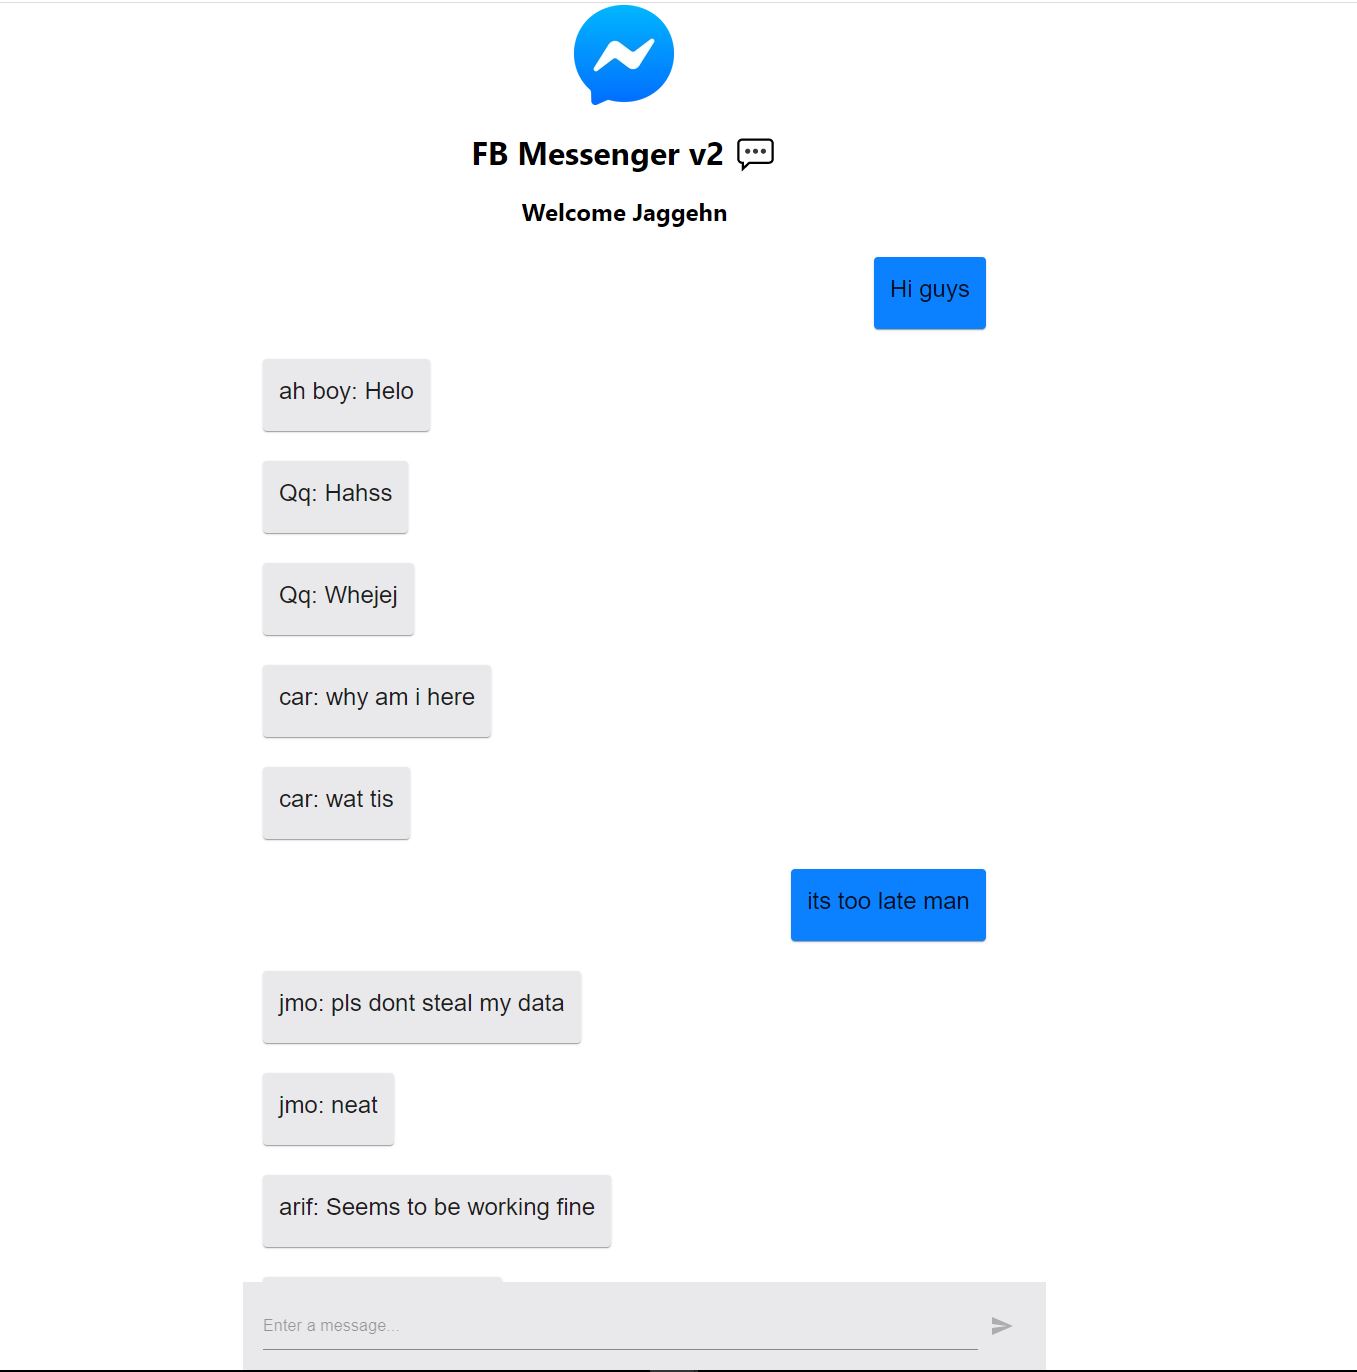 FB Messenger v2 💬
Welcome Jaggehn
Hi guys
ah boy: Helo
Qq: Hahss
Qq: Whejej
car: why am i here
car: wat tis
its too late man
jmo: pls dont steal my data
jmo: neat
arif: Seems to be working fine
Enter a message...